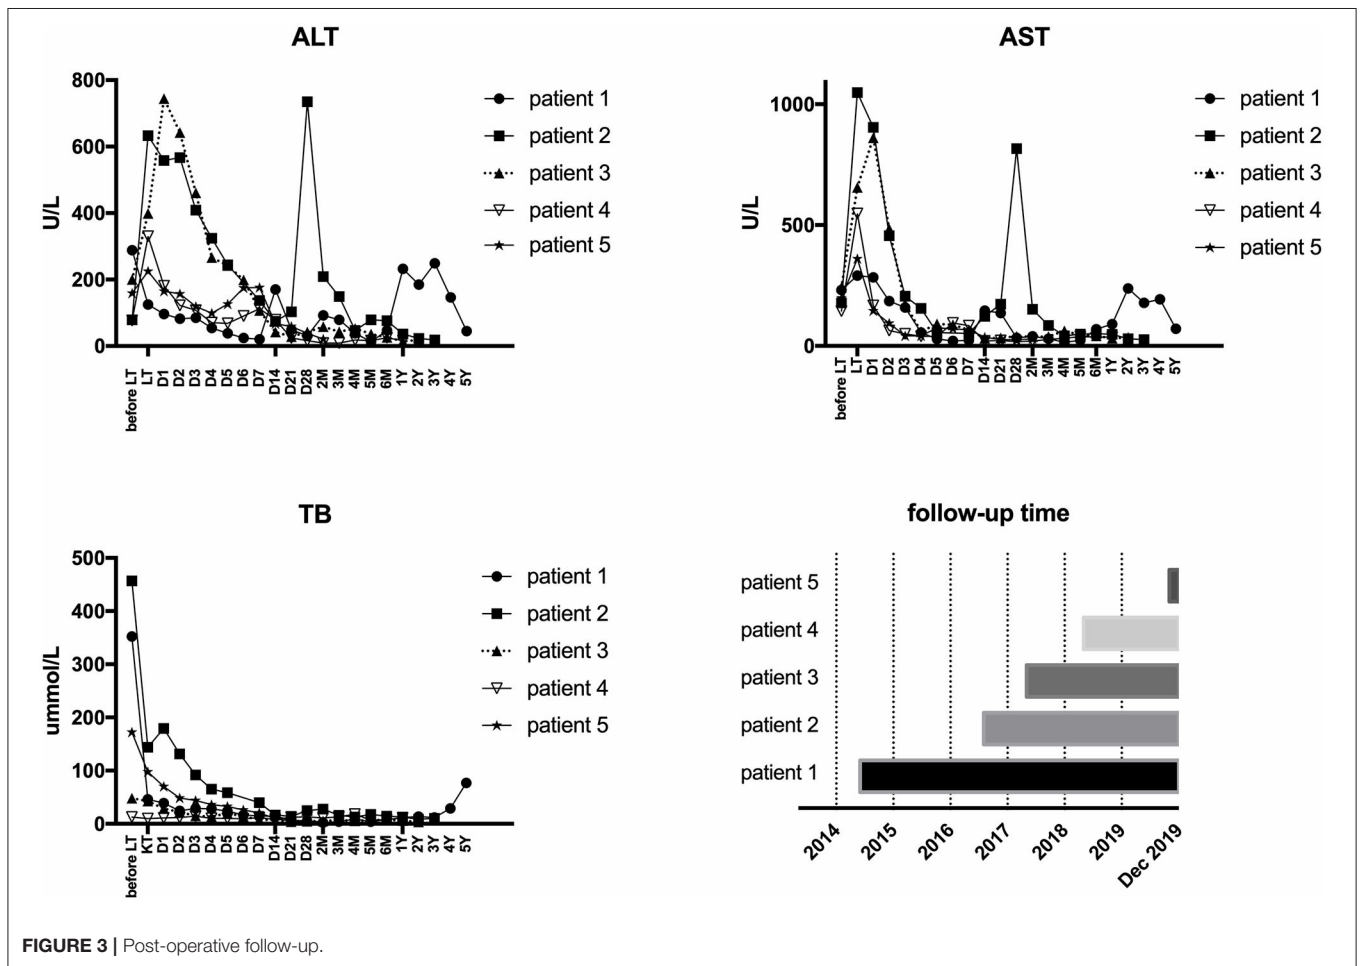 ALT
U/L
800
600
400
200
0
before LT
LT
D1
D2
D3
D4
D5
D6
D7
D14
D21
D28
2M
3M
4M
5M
6M
1Y
2Y
3Y
4Y
5Y
patient 1
patient 2
patient 3
patient 4
patient 5
AST
U/L
1000
500
0
before LT
LT
D1
D2
D3
D4
D5
D6
D7
D14
D21
D28
2M
3M
4M
5M
6M
1Y
2Y
3Y
4Y
5Y
patient 1
patient 2
patient 3
patient 4
patient 5
TB
ummol/L
500
400
300
200
100
0
before LT
KT
D1
D2
D3
D4
D5
D6
D7
D14
D21
D28
2M
3M
4M
5M
6M
1Y
2Y
3Y
4Y
5Y
patient 1
patient 2
patient 3
patient 4
patient 5
follow-up time
patient 5
patient 4
patient 3
patient 2
patient 1
2014
2015
2016
2017
2018
2019
Dec 2019
FIGURE 3 | Post-operative follow-up.